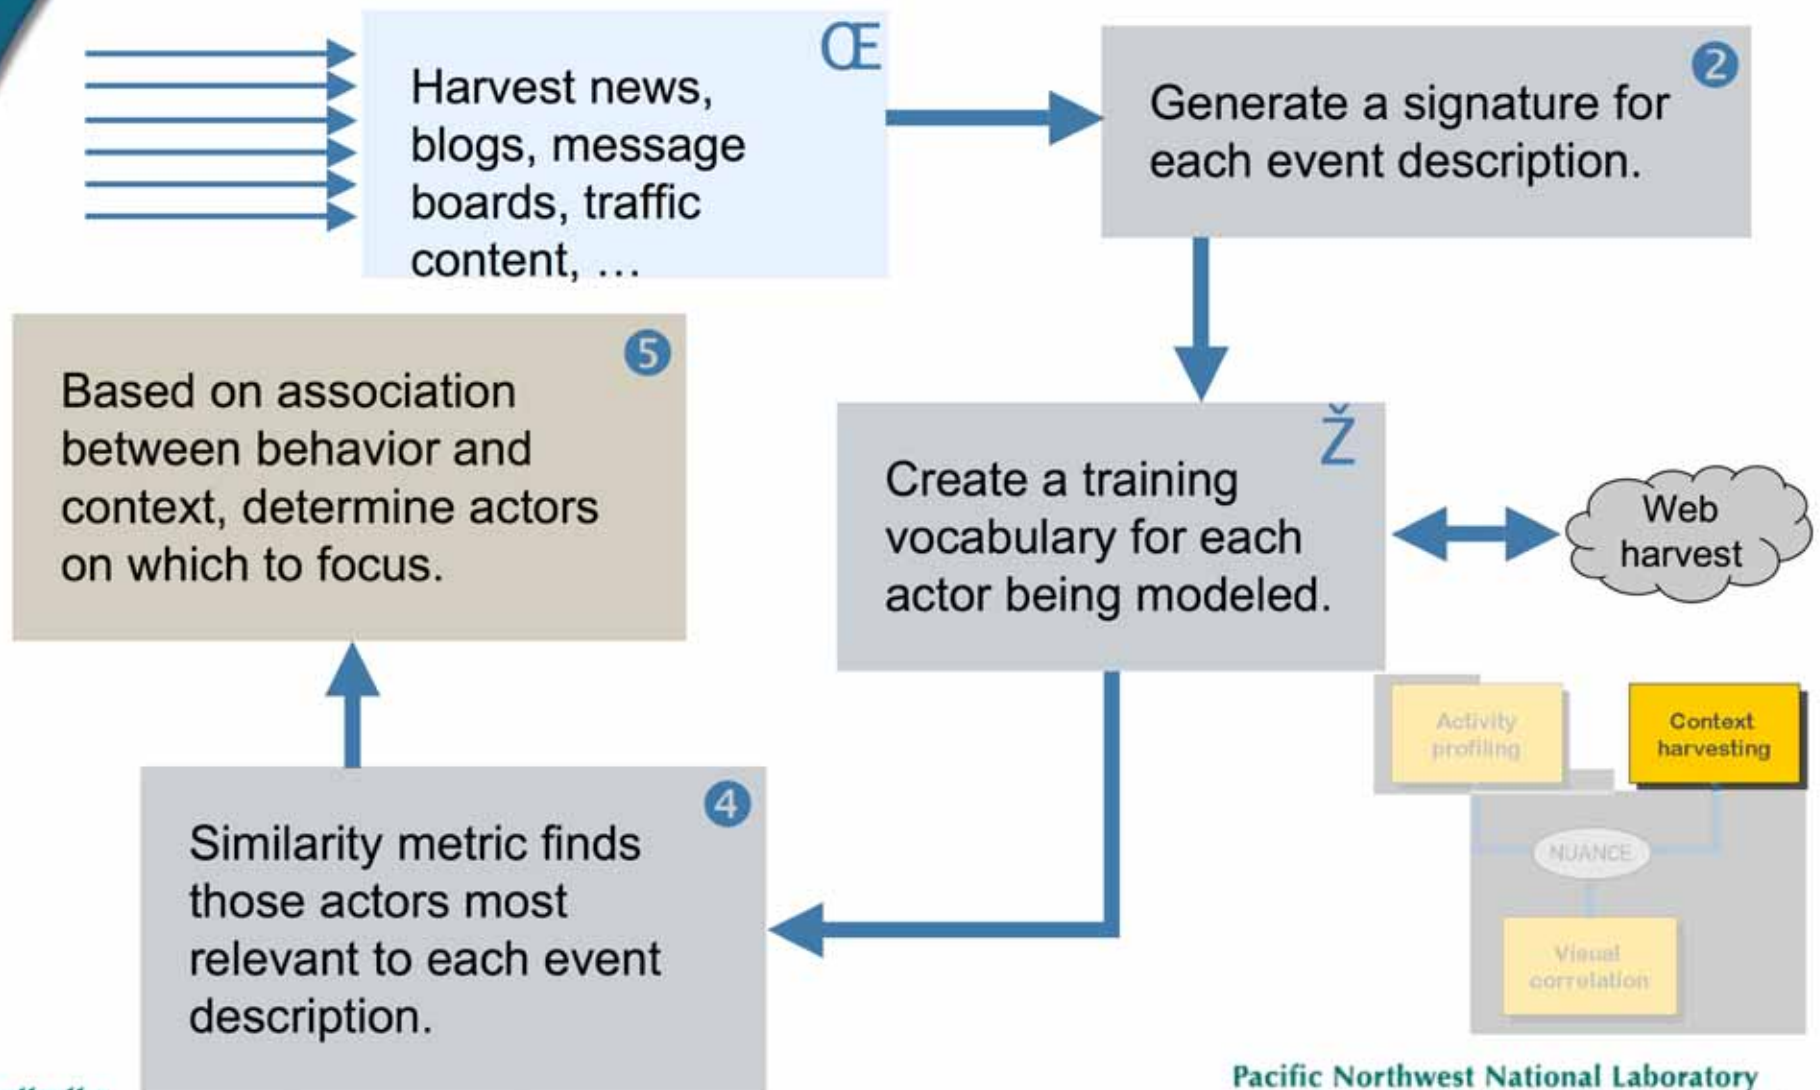 Œ
Harvest news,
blogs, message
boards, traffic
content, …
❷
Generate a signature for
each event description.
Ž
Create a training
vocabulary for each
actor being modeled.
Web
harvest
❹
Similarity metric finds
those actors most
relevant to each event
description.
❺
Based on association
between behavior and
context, determine actors
on which to focus.
Activity
profiling
Context
harvesting
NUANCE
Visual
correlation
Pacific Northwest National Laboratory